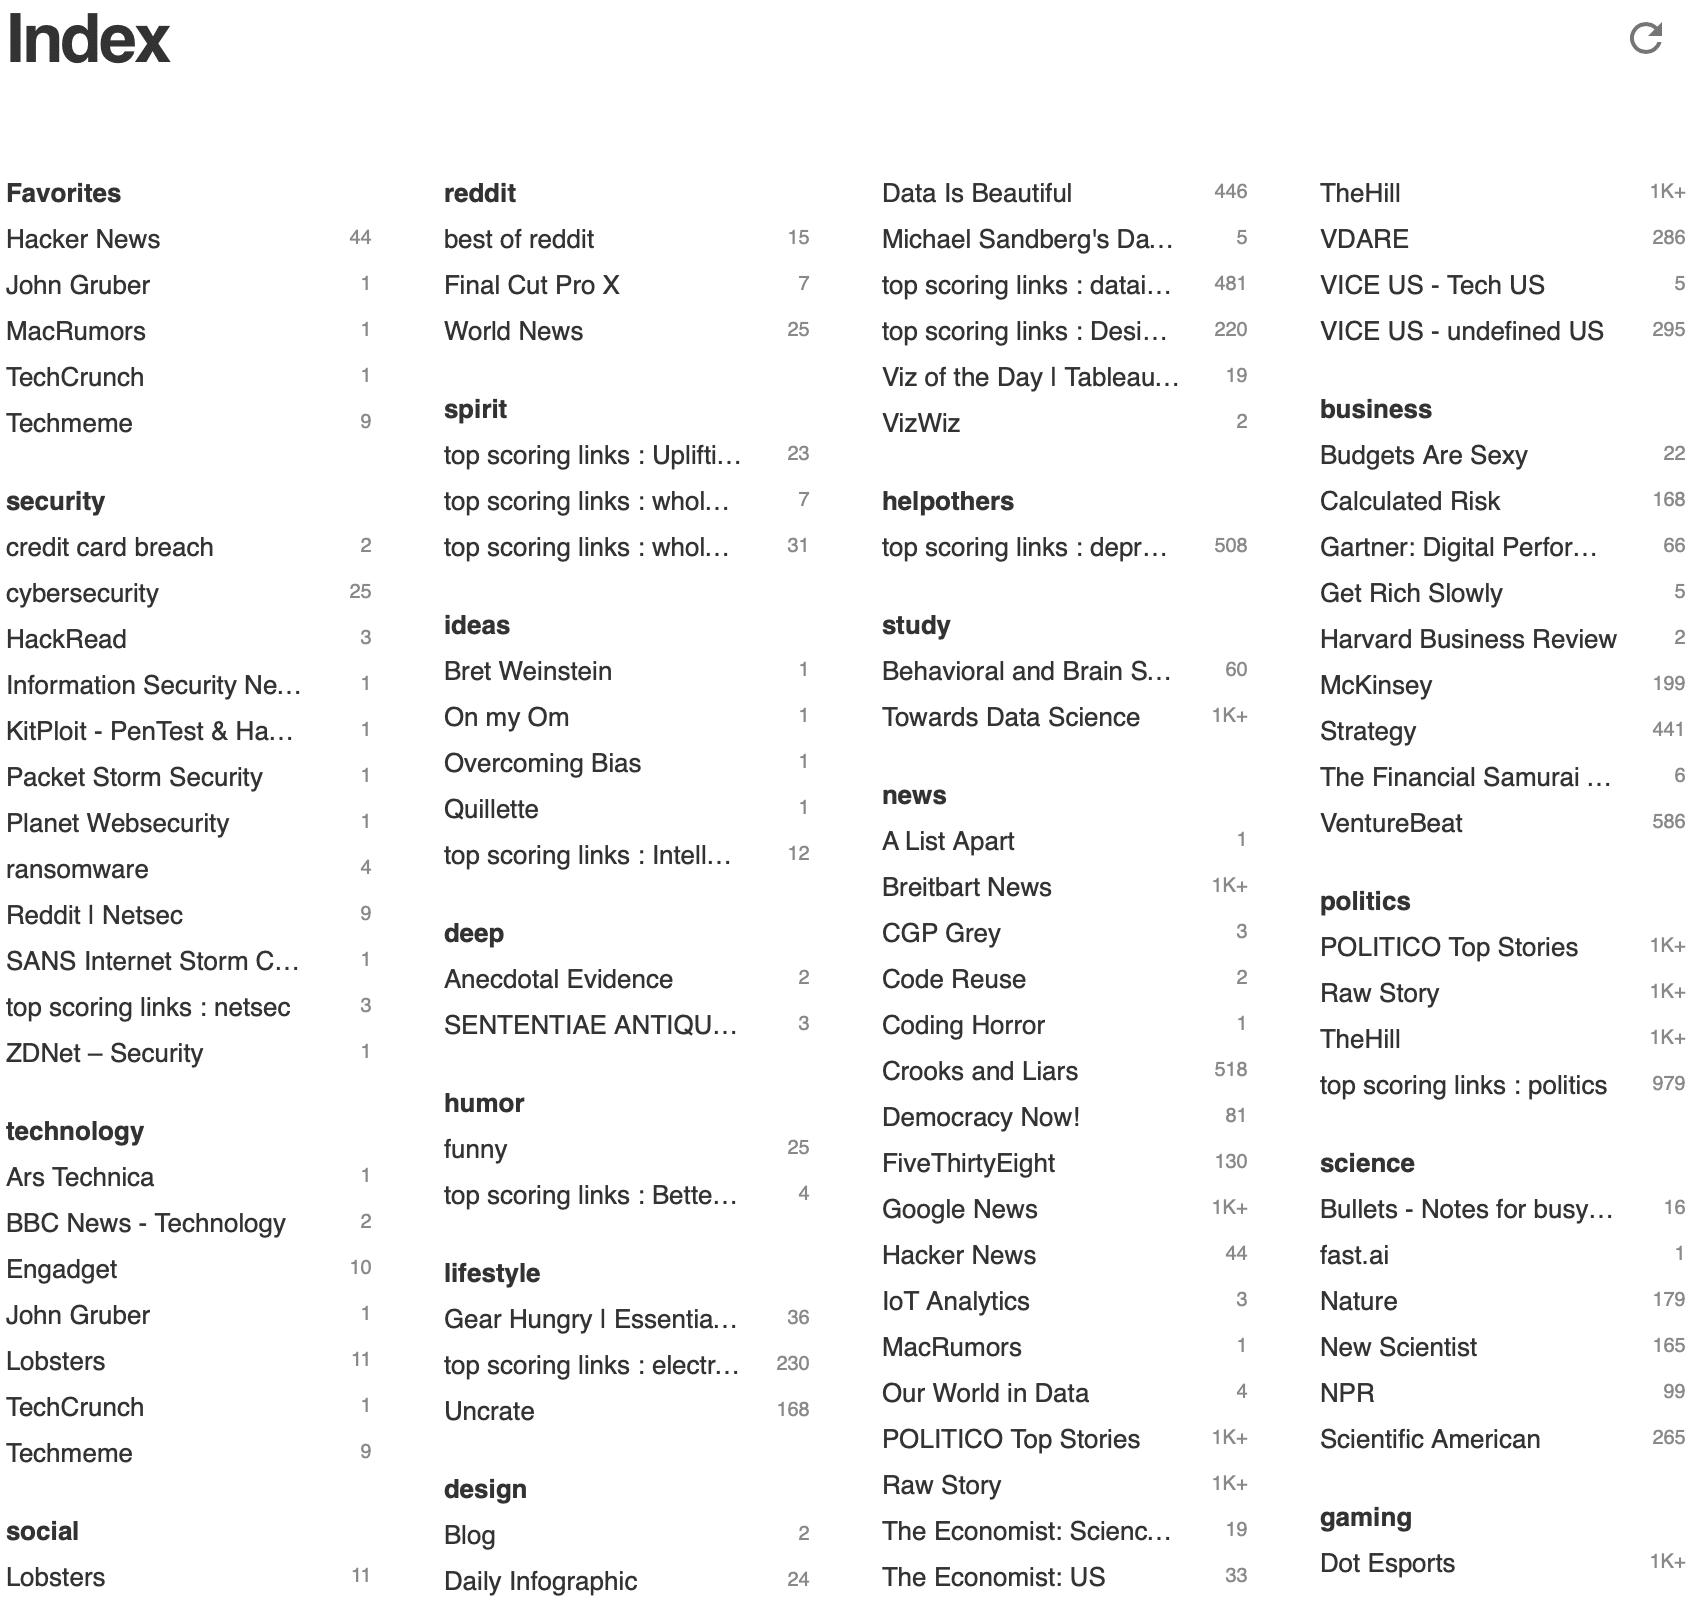 Index
Favorites
Hacker News 44
John Gruber 1
MacRumors 1
TechCrunch 1
Techmeme 9
security
credit card breach 2
cybersecurity 25
HackRead 3
Information Security Ne... 1
KitPloit - PenTest & Ha... 1
Packet Storm Security 1
Planet Websecurity 1
ransomware 4
Reddit | Netsec 9
SANS Internet Storm C... 1
top scoring links : netsec 3
ZDNet – Security 1
technology
Ars Technica 1
BBC News - Technology 2
Engadget 10
John Gruber 1
Lobsters 11
TechCrunch 1
Techmeme 9
social
Lobsters 11
reddit
best of reddit 15
Final Cut Pro X 7
World News 25
spirit
top scoring links : Uplifti... 23
top scoring links : whol... 7
top scoring links : whol... 31
ideas
Bret Weinstein 1
On my Om 1
Overcoming Bias 1
Quillette 1
top scoring links : Intell... 12
deep
Anecdotal Evidence 2
SENTENTIAE ANTIQU... 3
humor
funny 25
top scoring links : Bette... 4
lifestyle
Gear Hungry | Essentia... 36
top scoring links : electr... 230
Uncrate 168
design
Blog 2
Daily Infographic 24
Data Is Beautiful 446
Michael Sandberg's Da... 5
top scoring links : datai... 481
top scoring links : Desi... 220
Viz of the Day | Tableau... 19
VizWiz 2
helpothers
top scoring links : depr... 508
study
Behavioral and Brain S... 60
Towards Data Science 1K+
news
A List Apart 1
Breitbart News 1K+
CGP Grey 3
Code Reuse 2
Coding Horror 1
Crooks and Liars 518
Democracy Now! 81
FiveThirtyEight 130
Google News 1K+
Hacker News 44
IoT Analytics 3
MacRumors 1
Our World in Data 4
POLITICO Top Stories 1K+
Raw Story 1K+
The Economist: Scienc... 19
The Economist: US 33
TheHill 1K+
VDARE 286
VICE US - Tech US 5
VICE US - undefined US 295
business
Budgets Are Sexy 22
Calculated Risk 168
Gartner: Digital Perfor... 66
Get Rich Slowly 5
Harvard Business Review 2
McKinsey 199
Strategy 441
The Financial Samurai ... 6
VentureBeat 586
politics
POLITICO Top Stories 1K+
Raw Story 1K+
TheHill 1K+
top scoring links : politics 979
science
Bullets - Notes for busy... 16
fast.ai 1
Nature 179
New Scientist 165
NPR 99
Scientific American 265
gaming
Dot Esports 1K+